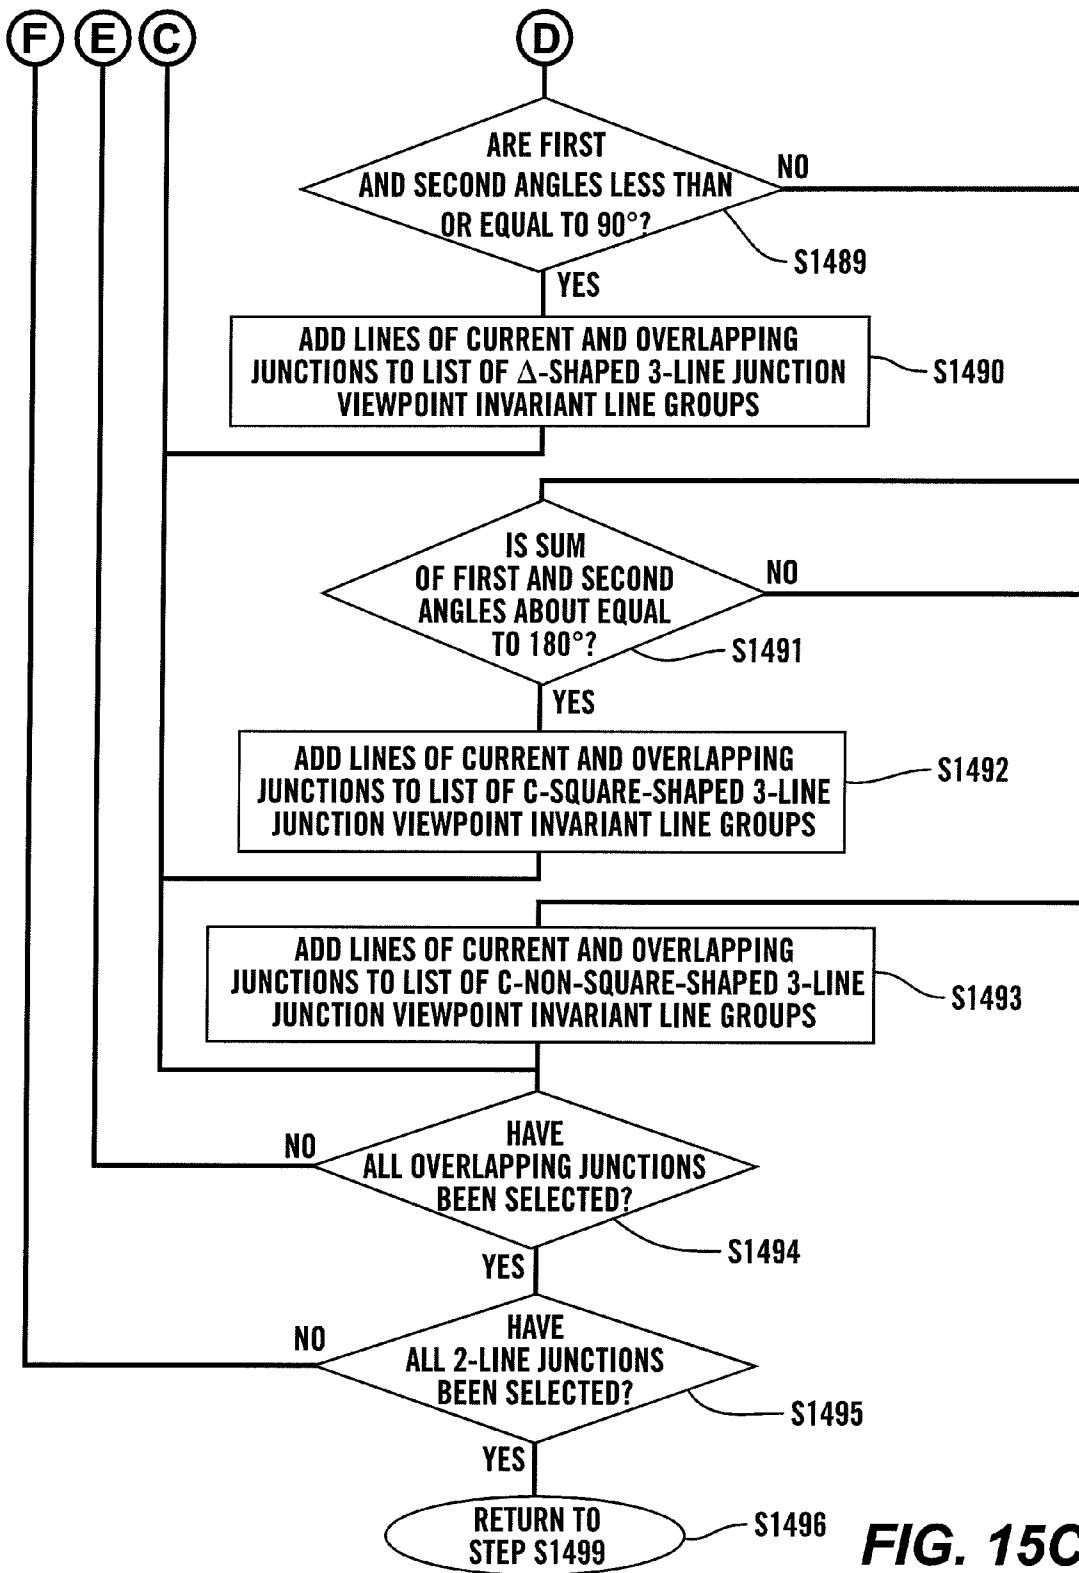 F E C D
ARE FIRST
AND SECOND ANGLES LESS THAN
OR EQUAL TO 90°?
NO
S1489
YES
ADD LINES OF CURRENT AND OVERLAPPING
JUNCTIONS TO LIST OF Δ-SHAPED 3-LINE JUNCTION
VIEWPOINT INVARIANT LINE GROUPS
S1490
IS SUM
OF FIRST AND SECOND
ANGLES ABOUT EQUAL
TO 180°?
NO
S1491
YES
ADD LINES OF CURRENT AND OVERLAPPING
JUNCTIONS TO LIST OF C-SQUARE-SHAPED 3-LINE
JUNCTION VIEWPOINT INVARIANT LINE GROUPS
S1492
ADD LINES OF CURRENT AND OVERLAPPING
JUNCTIONS TO LIST OF C-NON-SQUARE-SHAPED 3-LINE
JUNCTION VIEWPOINT INVARIANT LINE GROUPS
S1493
NO
HAVE
ALL OVERLAPPING JUNCTIONS
BEEN SELECTED?
S1494
YES
NO
HAVE
ALL 2-LINE JUNCTIONS
BEEN SELECTED?
S1495
YES
RETURN TO
STEP S1499
S1496
FIG. 15C